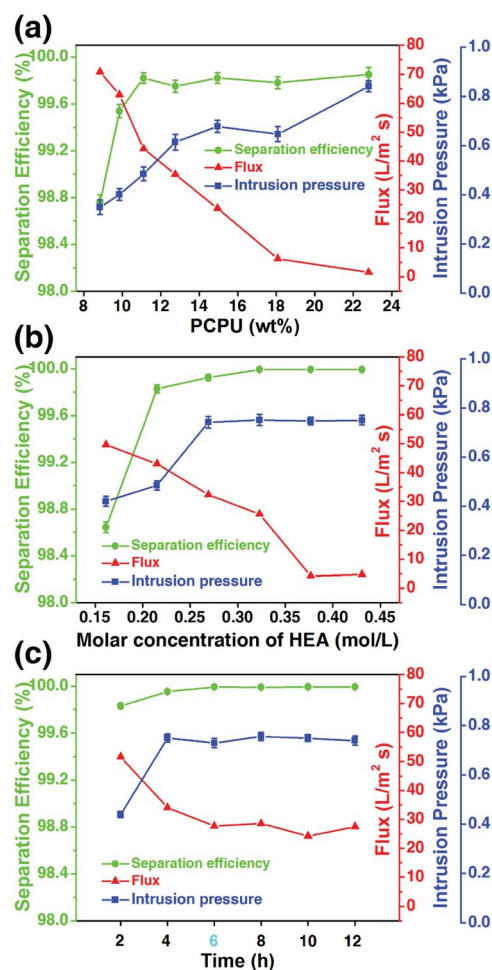 (a)
Separation Efficiency (%)
100.0
99.6
99.2
98.8
98.4
98.0
Separation efficiency
Flux
Intrusion pressure
8 10 12 14 16 18 20 22 24
PCPU (wt%)
80
70
60
50
40
30
20
10
0
Flux (L/m² s)
1.0
0.8
0.6
0.4
0.2
0.0
Intrusion Pressure (kPa)
(b)
Separation Efficiency (%)
100.0
99.6
99.2
98.8
98.4
98.0
Separation efficiency
Flux
Intrusion pressure
0.15 0.20 0.25 0.30 0.35 0.40 0.45
Molar concentration of HEA (mol/L)
80
70
60
50
40
30
20
10
0
Flux (L/m² s)
1.0
0.8
0.6
0.4
0.2
0.0
Intrusion Pressure (kPa)
(c)
Separation Efficiency (%)
100.0
99.6
99.2
98.8
98.4
98.0
Separation efficiency
Flux
Intrusion pressure
2 4 6 8 10 12
Time (h)
80
70
60
50
40
30
20
10
0
Flux (L/m² s)
1.0
0.8
0.6
0.4
0.2
0.0
Intrusion Pressure (kPa)